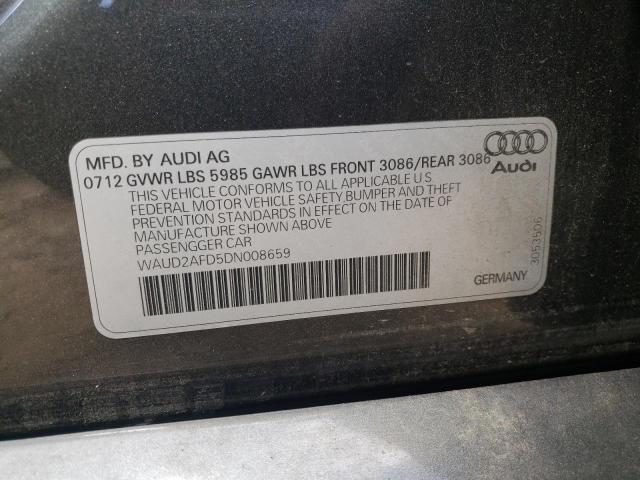 MFD. BY AUDI AG
0712 GVWR LBS 5985 GAWR LBS FRONT 3086/REAR 3086
THIS VEHICLE CONFORMS TO ALL APPLICABLE U S
FEDERAL MOTOR VEHICLE SAFETY, BUMPER AND THEFT
PREVENTION STANDARDS IN EFFECT ON THE DATE OF
MANUFACTURE SHOWN ABOVE
PASSENGGER CAR
WAUD2AFD5DN008659
Audi
3053506
GERMANY